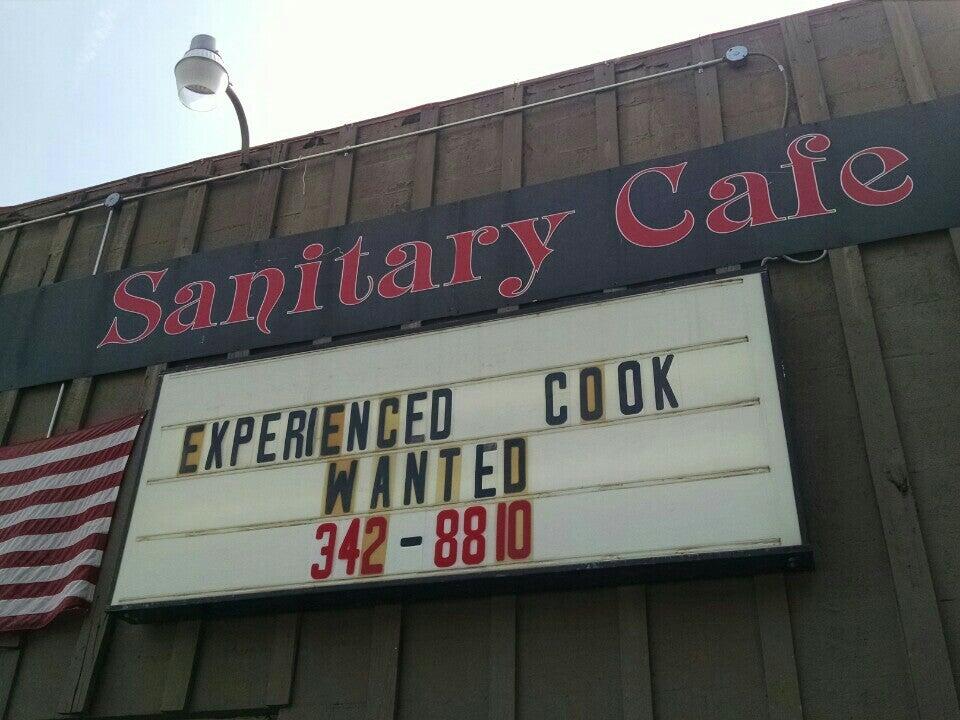 Sanitary Cafe
EXPERIENCED COOK
WANTED
342-8810